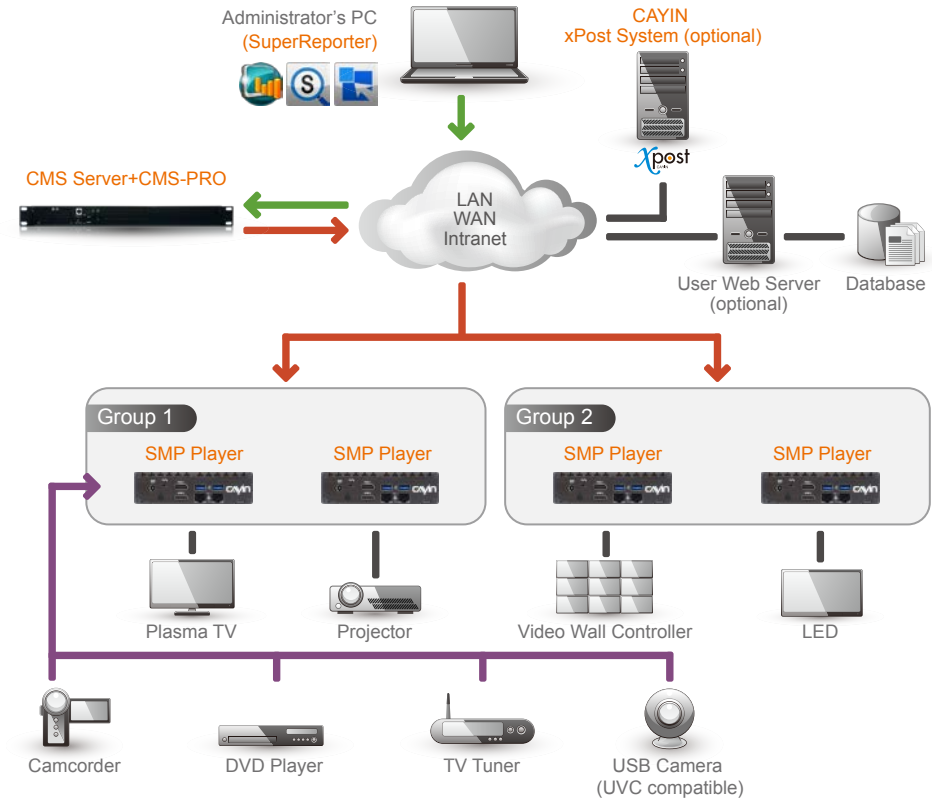 Administrator's PC
(SuperReporter)
CAYIN
xPost System (optional)
S
Xpost
CAYIN
CMS Server+CMS-PRO
LAN
WAN
Intranet
User Web Server
(optional)
Database
Group 1
SMP Player
SMP Player
CAYIN
CAYIN
Group 2
SMP Player
SMP Player
CAYIN
CAYIN
Plasma TV
Projector
Video Wall Controller
LED
Camcorder
DVD Player
TV Tuner
USB Camera
(UVC compatible)